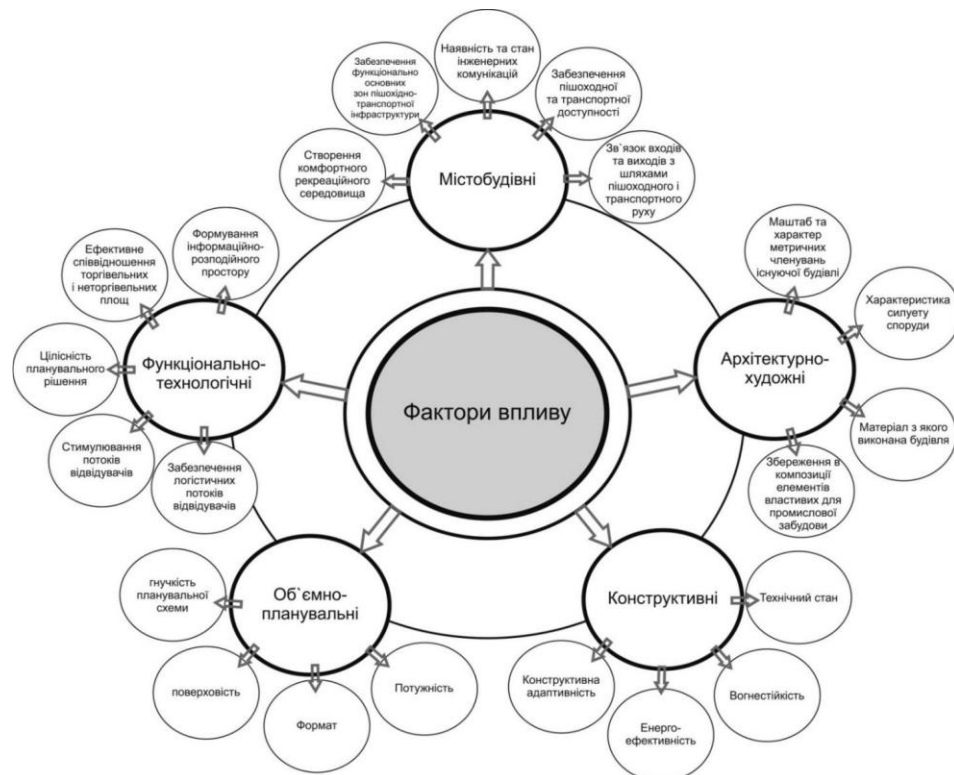 Наявність та стан
інженерних
комунікацій
Забезпечення
функціонально
основних
зон пішохідно-
транспортної
інфраструктури
Забезпечення
пішоходної
та транспортної
доступності
Створення
комфортного
рекреаційного
середовища
Містобудівні
Зв`язок входів
та виходів з
шляхами
пішоходного і
транспортного
руху
Формування
інформаційно-
розподійного
простору
Ефективне
співвідношення
торгівельних
і неторгівельних
площ
Цілісність
планувального
рішення
Функціонально-
технологічні
Стимулювання
потоків
відвідувачів
Забезпечення
логістичних
потоків
відвідувачів
Фактори впливу
Маштаб та
характер
метричних
членувань
існуючої будівлі
Характеристика
силуету
споруди
Архітектурно-
художні
Матеріал з якого
виконана будівля
Збереження в
композиції
елементів
властивих для
промислової
забудови
гнучкість
планувальної
схеми
Об`ємно-
планувальні
поверховість
Формат
Потужність
Конструктивні
Технічний стан
Конструктивна
адаптивність
Енерго-
ефективність
Вогнестійкість